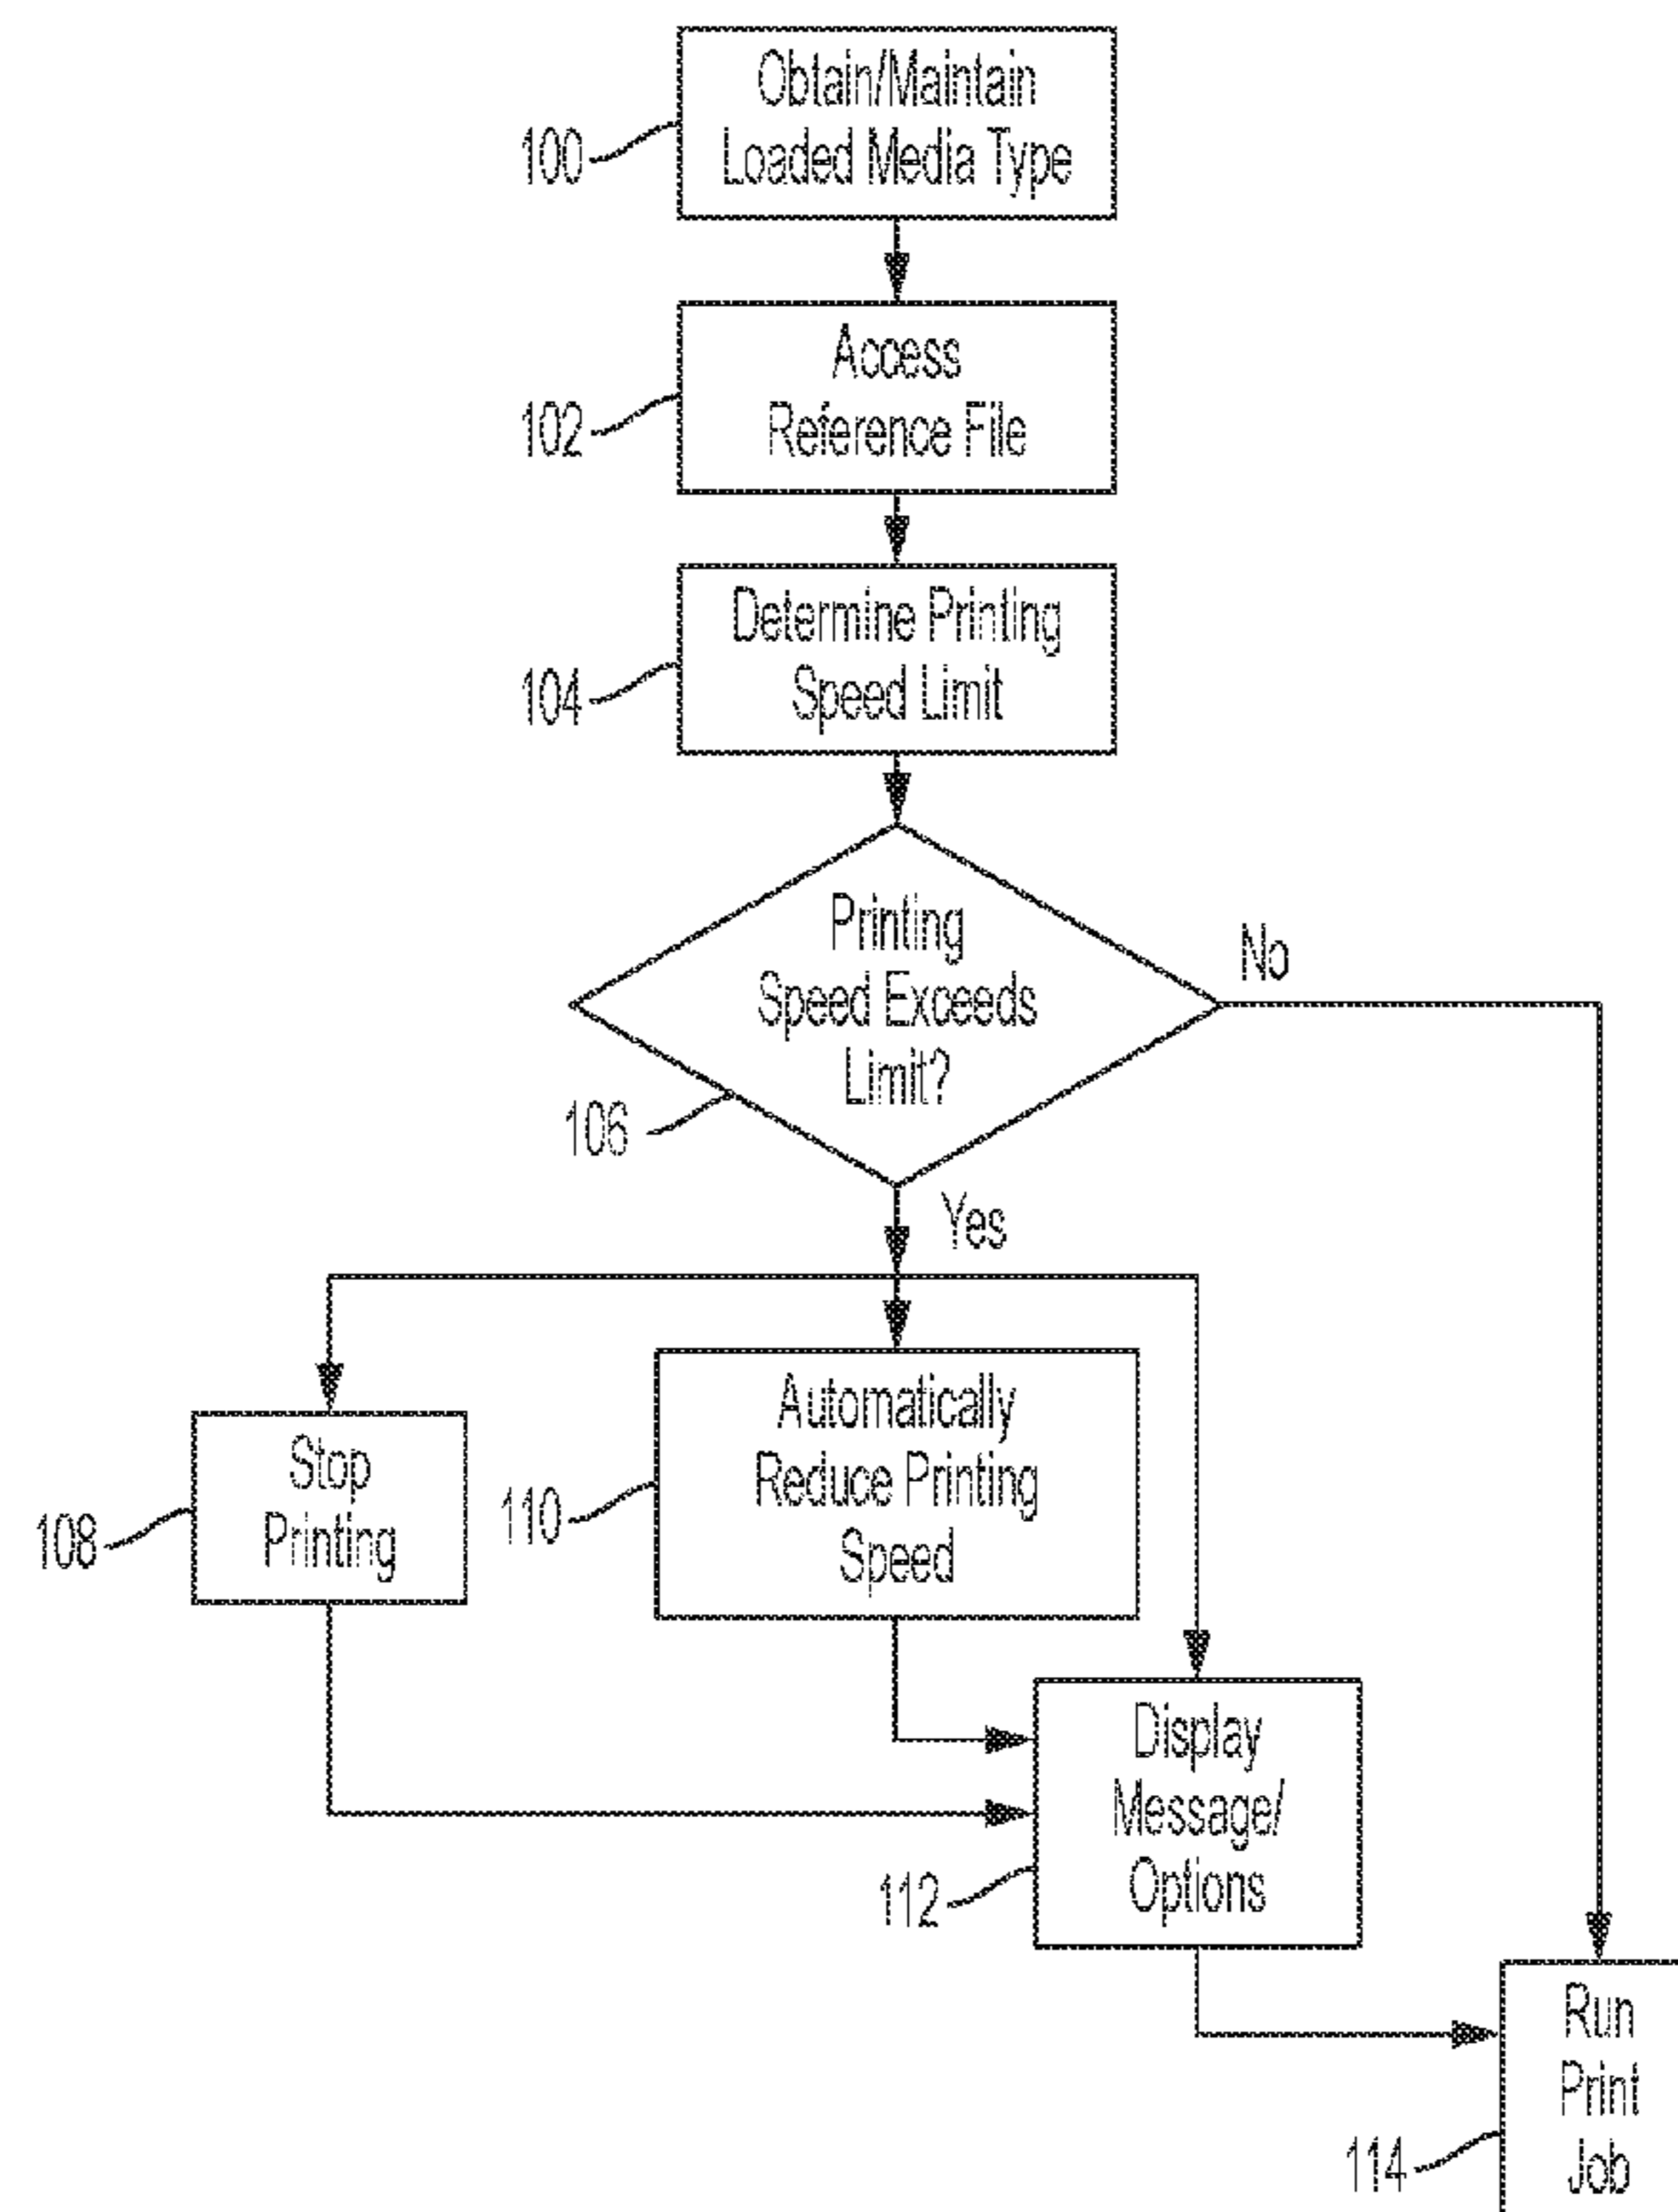 Obtain/Maintain
Loaded Media Type
100
Access
Reference File
102
Determine Printing
Speed Limit
104
Printing
Speed Exceeds
Limit?
No
106
Yes
Automatically
Reduce Printing
Speed
110
Stop
Printing
108
Display
Message/
Options
112
Run
Print
Job
114